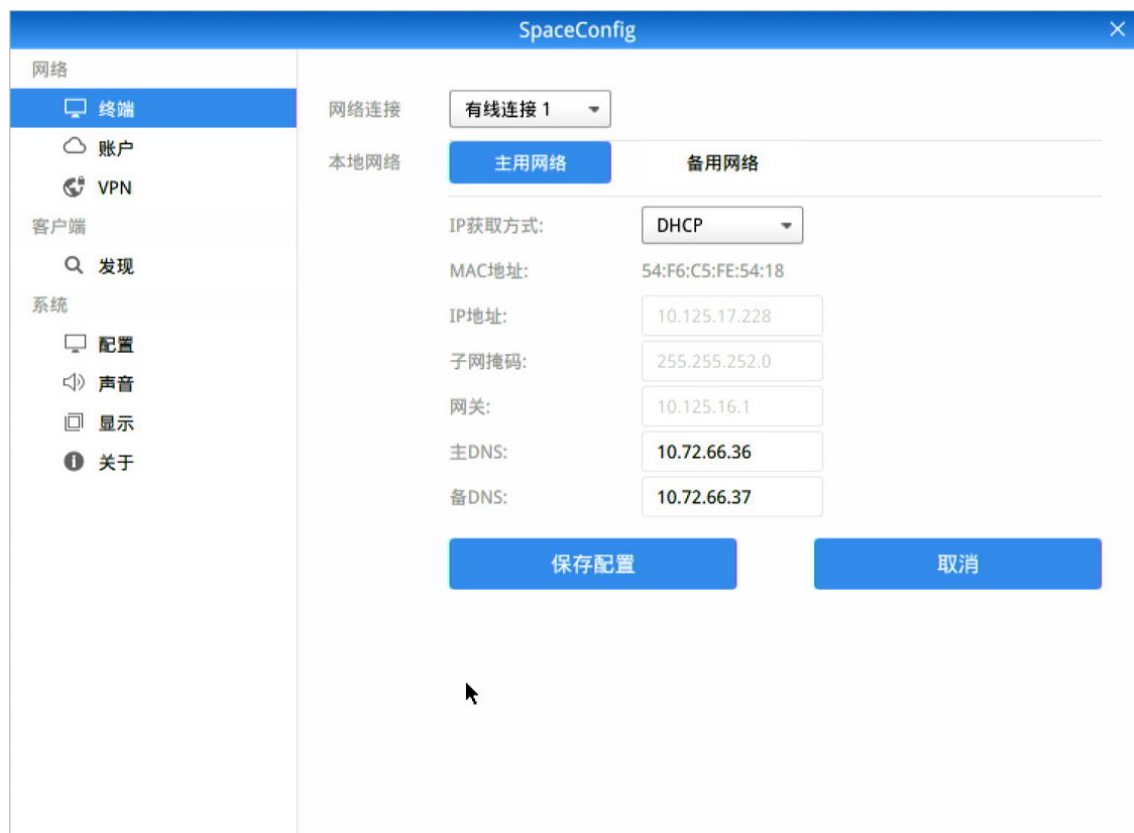 SpaceConfig
网络
终端
账户
VPN
客户端
发现
系统
配置
声音
显示
关于
网络连接 有线连接 1
本地网络 主用网络 备用网络
IP获取方式: DHCP
MAC地址: 54:F6:C5:FE:54:18
IP地址: 10.125.17.228
子网掩码: 255.255.252.0
网关: 10.125.16.1
主DNS: 10.72.66.36
备DNS: 10.72.66.37
保存配置 取消